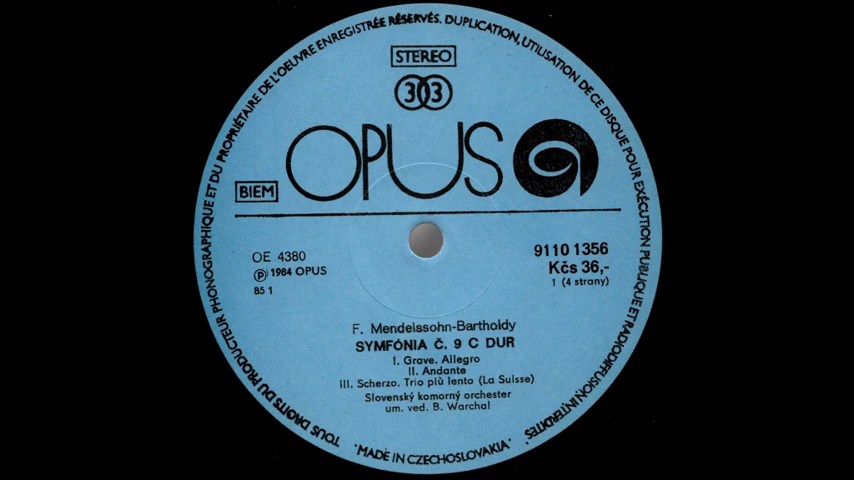 TOUS DROITS DU PRODUCTEUR PHONOGRAPHIQUE ET DU PROPRIÉTAIRE DE L'OEUVRE ENREGISTRÉE RÉSERVÉS. DUPLICATION, UTILISATION DE CE DISQUE POUR EXÉCUTION PUBLIQUE ET RADIODIFFUSION INTERDITES
STEREO
33
OPUS
BIEM
OE 4380
℗ 1984 OPUS
85 1
9110 1356
Kčs 36,-
1 (4 strany)
F. Mendelssohn-Bartholdy
SYMFÓNIA Č. 9 C DUR
I. Grave. Allegro
II. Andante
III. Scherzo. Trio più lento (La Suisse)
Slovenský komorný orchester
um. ved. B. Warchal
• MADE IN CZECHOSLOVAKIA •